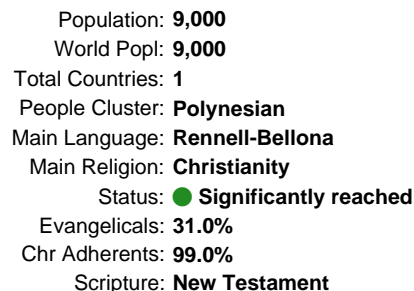 Population: 9,000
World Popl: 9,000
Total Countries: 1
People Cluster: Polynesian
Main Language: Rennell-Bellona
Main Religion: Christianity
Status: Significantly reached
Evangelicals: 31.0%
Chr Adherents: 99.0%
Scripture: New Testament